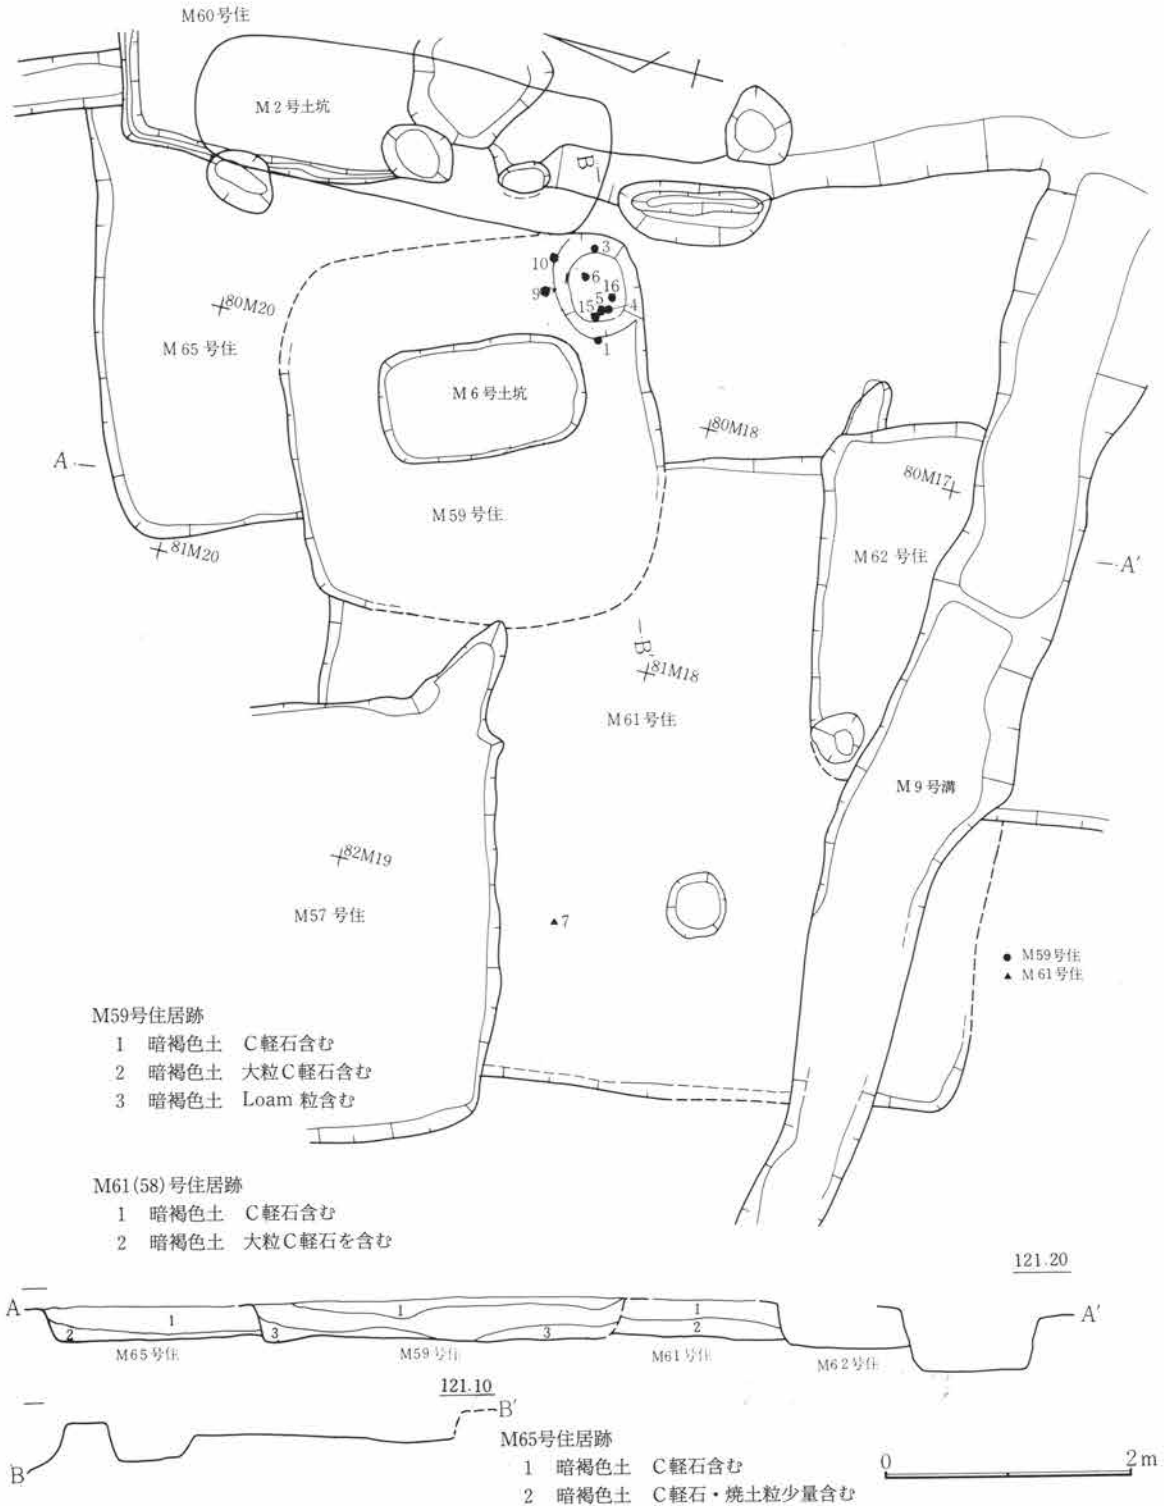 M60号住
M2号土坑
B
3
10
6
9
16
5
15
4
1
80M20
M65号住
M6号土坑
80M18
80M17
A
M59号住
81M20
M62号住
A′
B′
81M18
M61号住
M9号溝
82M19
M57号住
7
● M59号住
▲ M61号住
M59号住居跡
1 暗褐色土 C軽石含む
2 暗褐色土 大粒C軽石含む
3 暗褐色土 Loam 粒含む
M61(58)号住居跡
1 暗褐色土 C軽石含む
2 暗褐色土 大粒C軽石を含む
121.20
A
1
1
1
A′
2
3
3
2
M65号住
M59号住
M61号住
M62号住
121.10
B′
B
M65号住居跡
1 暗褐色土 C軽石含む
2 暗褐色土 C軽石・焼土粒少量含む
0
2m